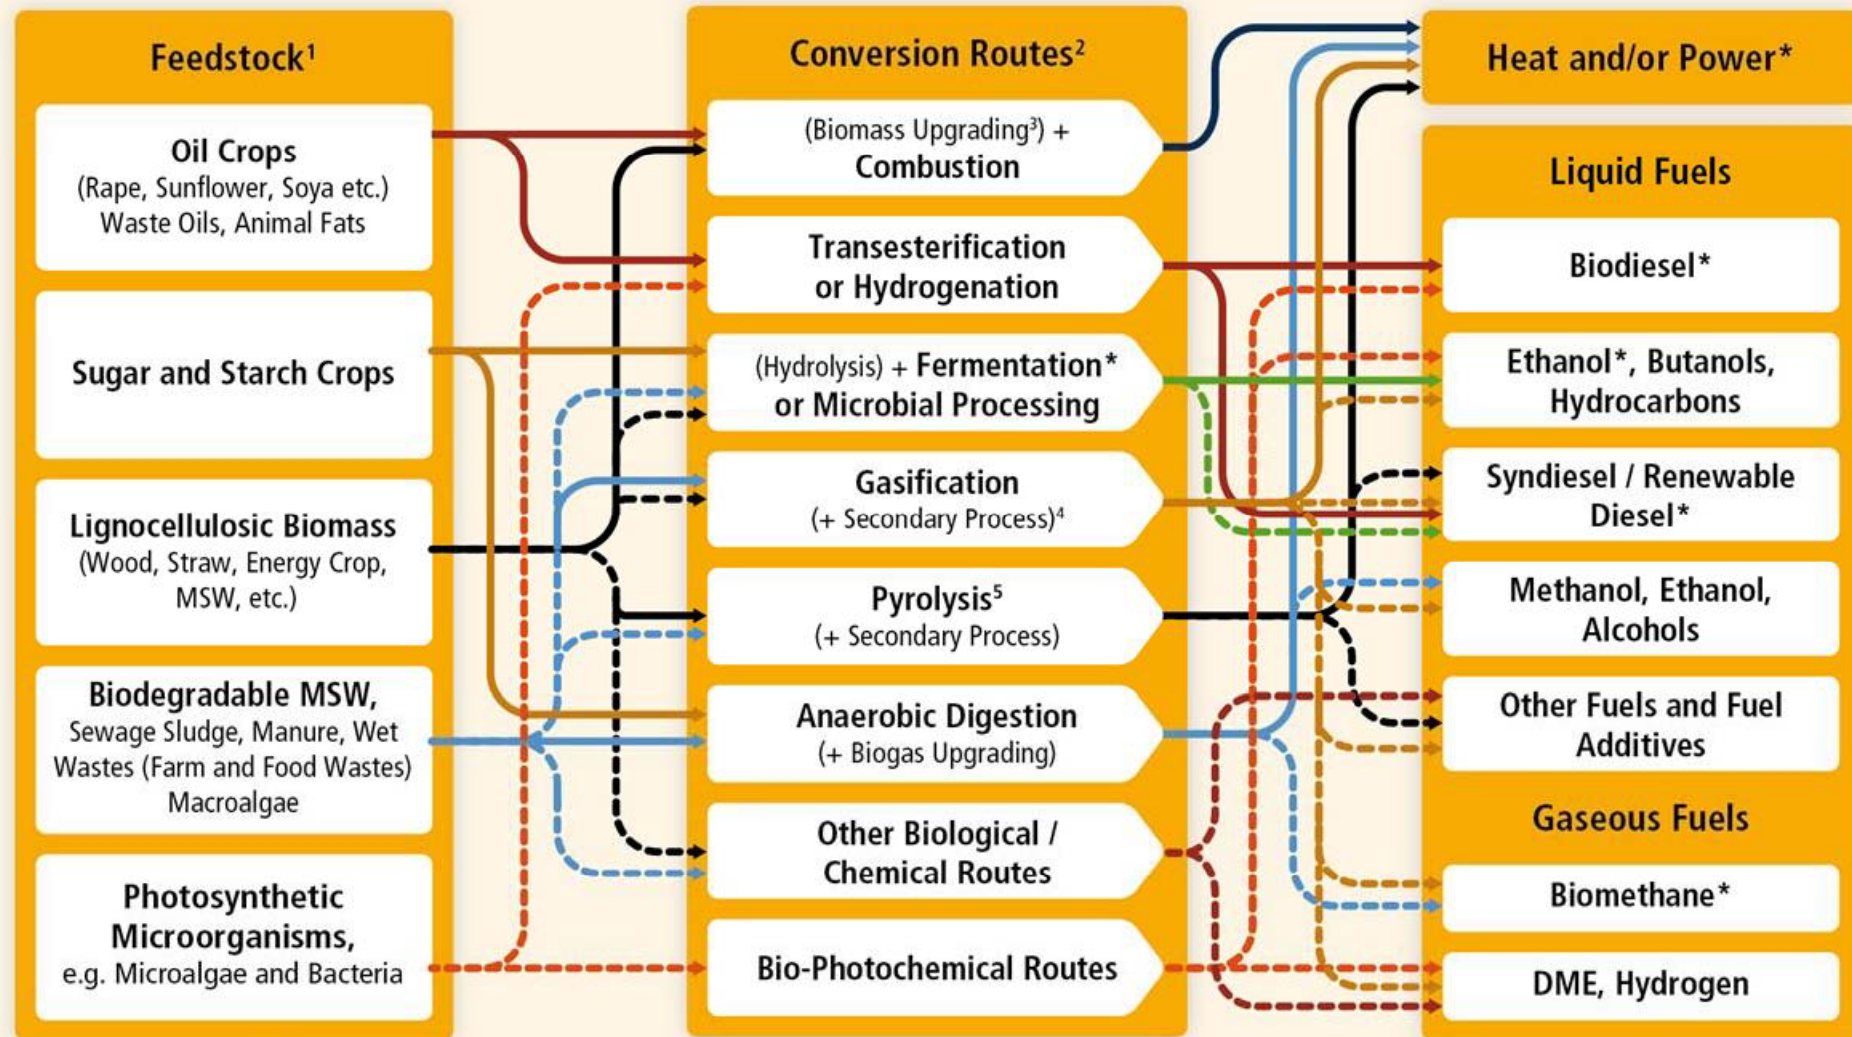 Feedstock¹
Oil Crops
(Rape, Sunflower, Soya etc.)
Waste Oils, Animal Fats
Sugar and Starch Crops
Lignocellulosic Biomass
(Wood, Straw, Energy Crop,
MSW, etc.)
Biodegradable MSW,
Sewage Sludge, Manure, Wet
Wastes (Farm and Food Wastes)
Macroalgae
Photosynthetic
Microorganisms,
e.g. Microalgae and Bacteria
Conversion Routes²
(Biomass Upgrading³) +
Combustion
Transesterification
or Hydrogenation
(Hydrolysis) + Fermentation*
or Microbial Processing
Gasification
(+ Secondary Process)⁴
Pyrolysis⁵
(+ Secondary Process)
Anaerobic Digestion
(+ Biogas Upgrading)
Other Biological /
Chemical Routes
Bio-Photochemical Routes
Heat and/or Power*
Liquid Fuels
Biodiesel*
Ethanol*, Butanols,
Hydrocarbons
Syndiesel / Renewable
Diesel*
Methanol, Ethanol,
Alcohols
Other Fuels and Fuel
Additives
Gaseous Fuels
Biomethane*
DME, Hydrogen